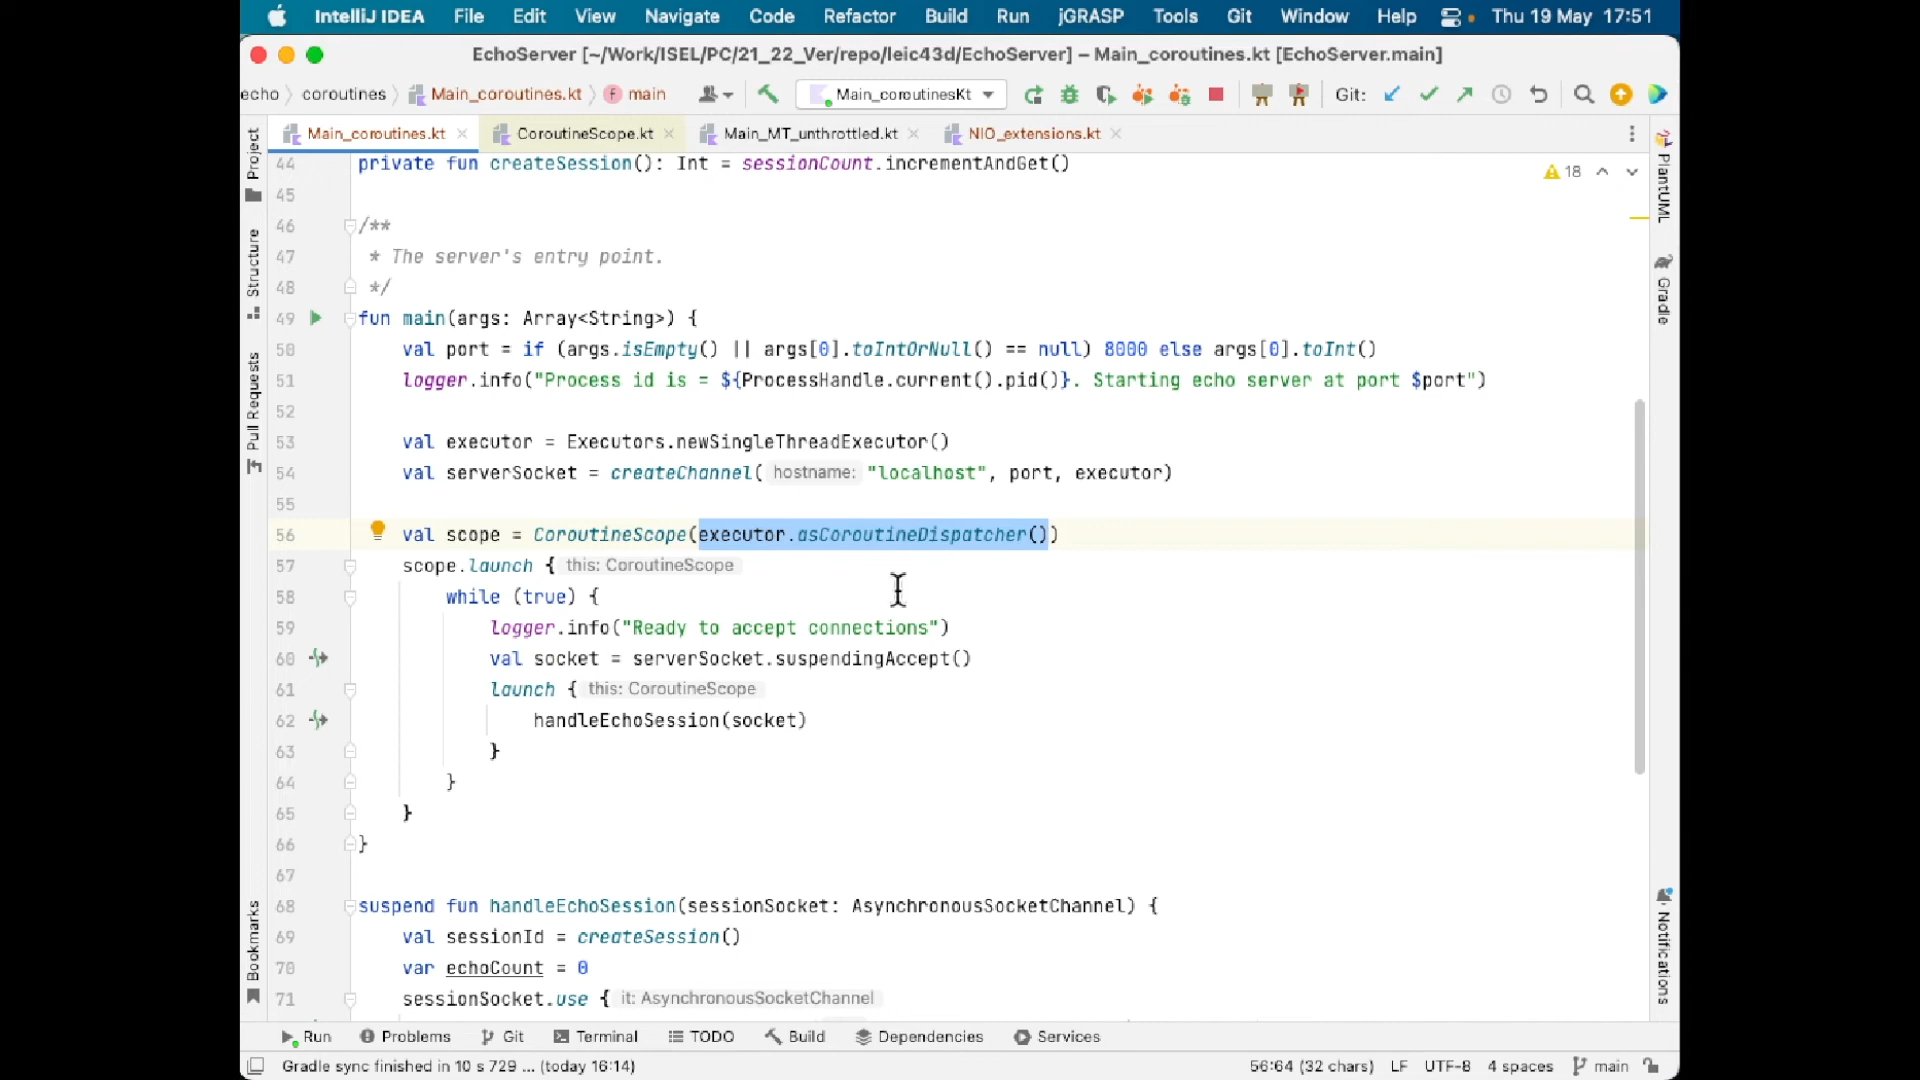 IntelliJ IDEA File Edit View Navigate Code Refactor Build Run jGRASP Tools Git Window Help Thu 19 May 17:51
EchoServer [~/Work/ISEL/PC/21_22_Ver/repo/leic43d/EchoServer] – Main_coroutines.kt [EchoServer.main]
echo coroutines Main_coroutines.kt main Main_coroutinesKt Git:
Main_coroutines.kt CoroutineScope.kt Main_MT_unthrottled.kt NIO_extensions.kt
Project
Structure
Pull Requests
Bookmarks
44 private fun createSession(): Int = sessionCount.incrementAndGet()
18
45
46 /**
47 * The server's entry point.
48 */
49 fun main(args: Array<String>) {
50 val port = if (args.isEmpty() || args[0].toIntOrNull() == null) 8000 else args[0].toInt()
51 logger.info("Process id is = ${ProcessHandle.current().pid()}. Starting echo server at port $port")
52
53 val executor = Executors.newSingleThreadExecutor()
54 val serverSocket = createChannel( hostname: "localhost", port, executor)
55
56 val scope = CoroutineScope(executor.asCoroutineDispatcher())
57 scope.launch { this: CoroutineScope
58 while (true) {
59 logger.info("Ready to accept connections")
60 val socket = serverSocket.suspendingAccept()
61 launch { this: CoroutineScope
62 handleEchoSession(socket)
63 }
64 }
65 }
66 }
67
68 suspend fun handleEchoSession(sessionSocket: AsynchronousSocketChannel) {
69 val sessionId = createSession()
70 var echoCount = 0
71 sessionSocket.use { it: AsynchronousSocketChannel
PlantUML
Gradle
Notifications
Run Problems Git Terminal TODO Build Dependencies Services
Gradle sync finished in 10 s 729 ... (today 16:14) 56:64 (32 chars) LF UTF-8 4 spaces main